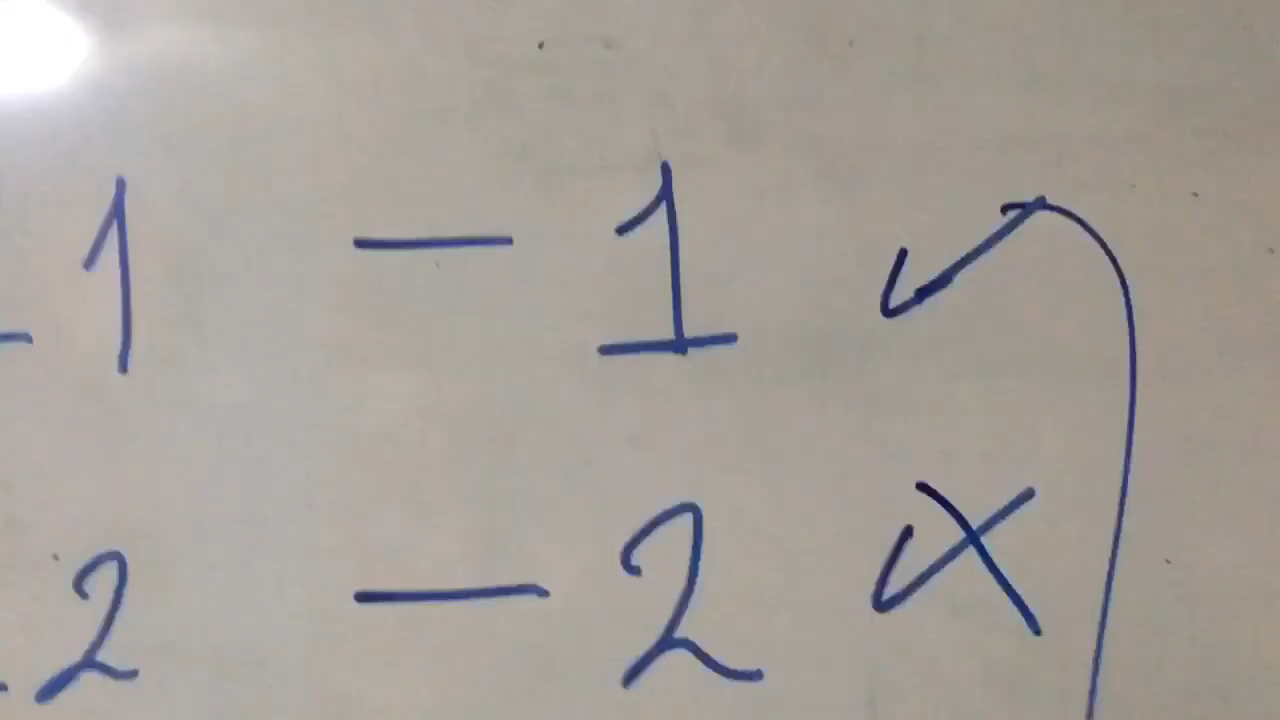 1 — 1 ✓
2 — 2 ✓